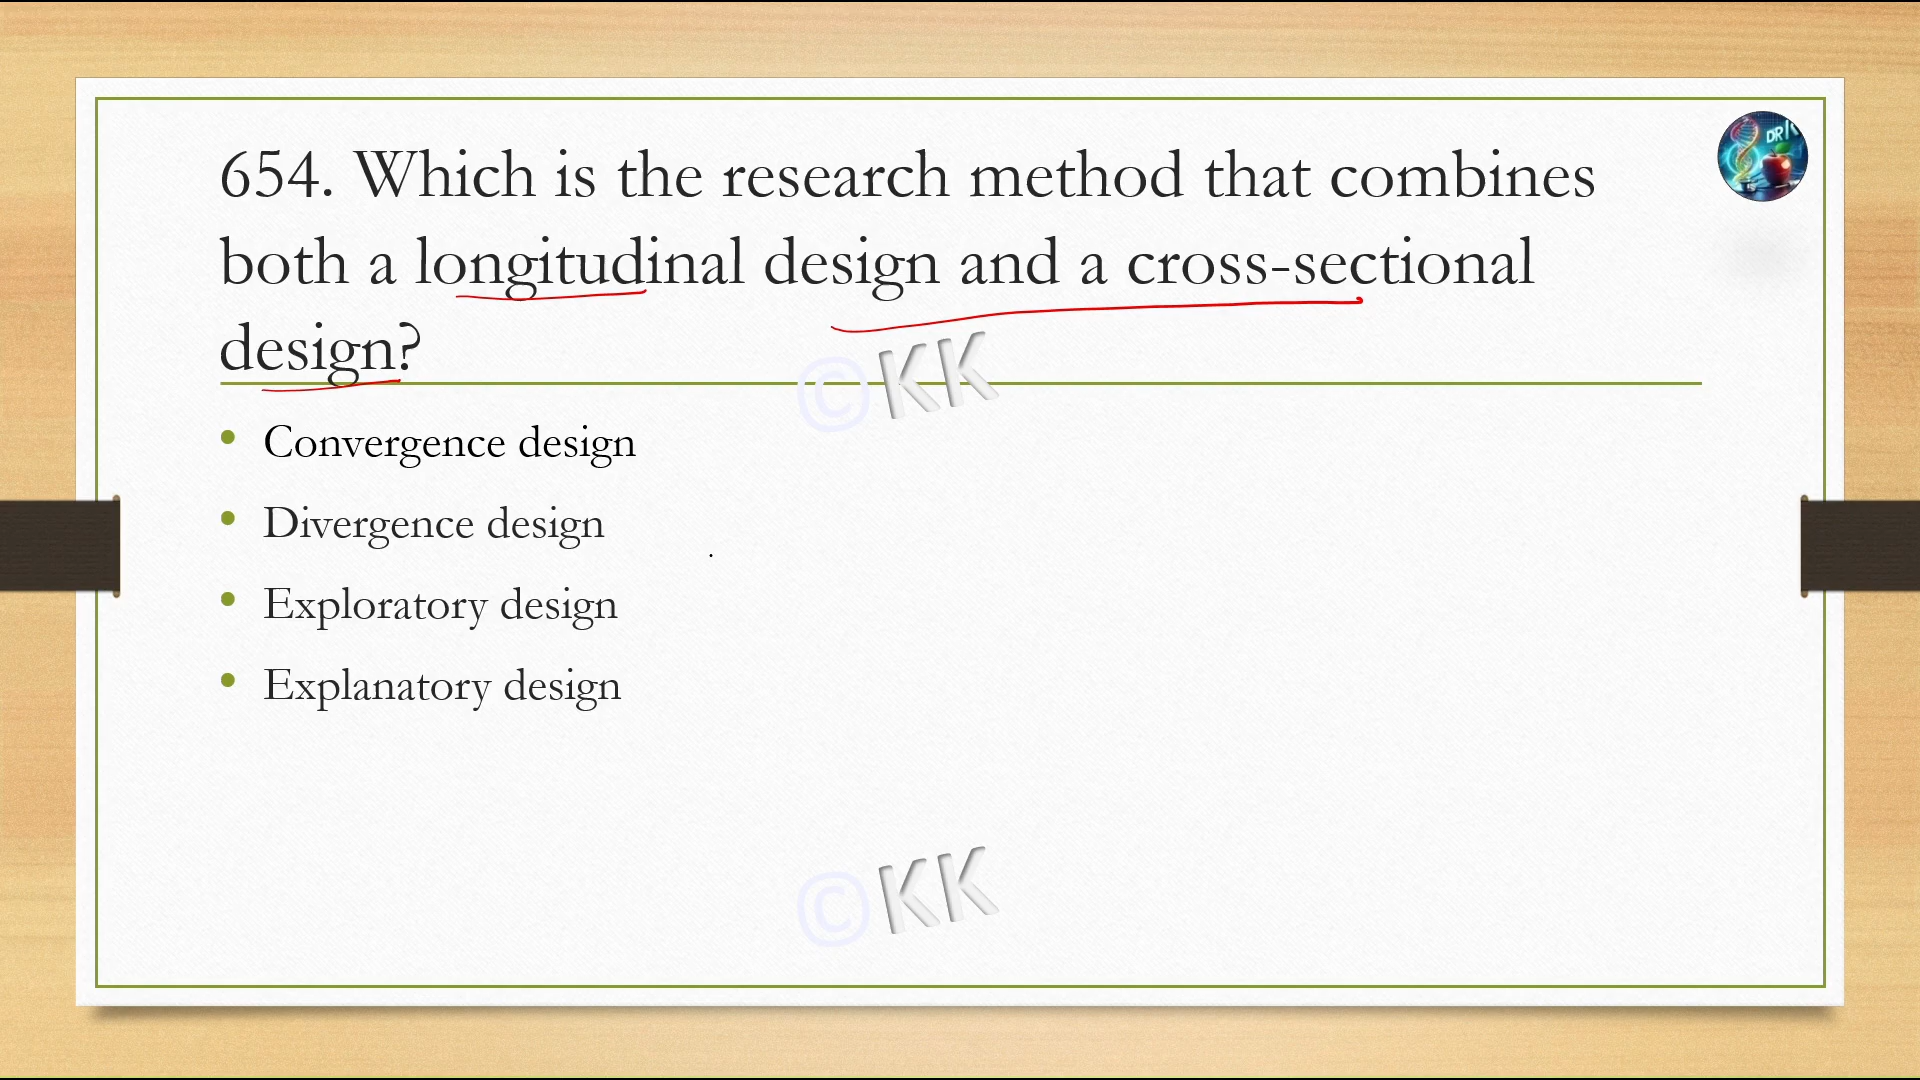 DR K
654. Which is the research method that combines
both a longitudinal design and a cross-sectional
design?
©KK
Convergence design
Divergence design
Exploratory design
Explanatory design
©KK